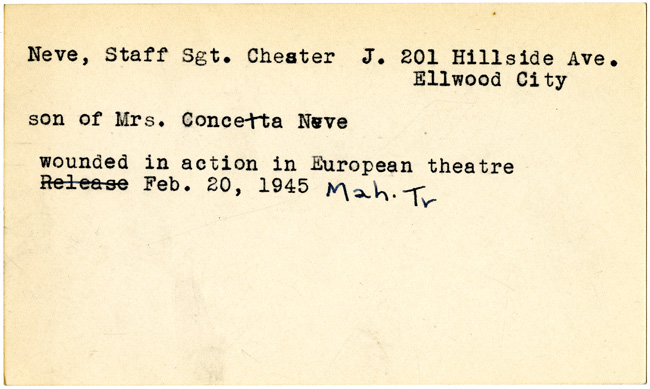 Neve, Staff Sgt. Chester J. 201 Hillside Ave.
Ellwood City
son of Mrs. Concetta Neve
wounded in action in European theatre
Release Feb. 20, 1945 Mah. Tr